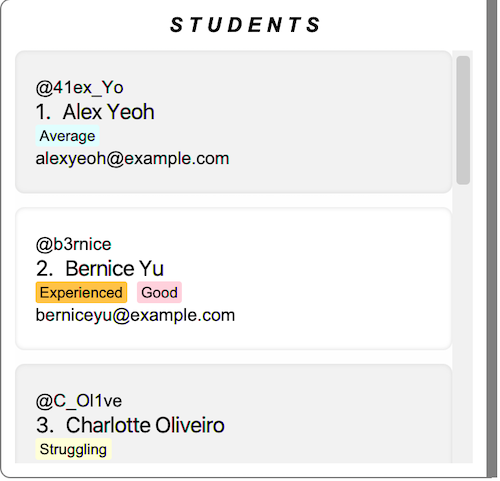 STUDENTS
@41ex_Yo
1. Alex Yeoh
Average
alexyeoh@example.com
@b3rnice
2. Bernice Yu
Experienced Good
berniceyu@example.com
@C_Ol1ve
3. Charlotte Oliveiro
Struggling